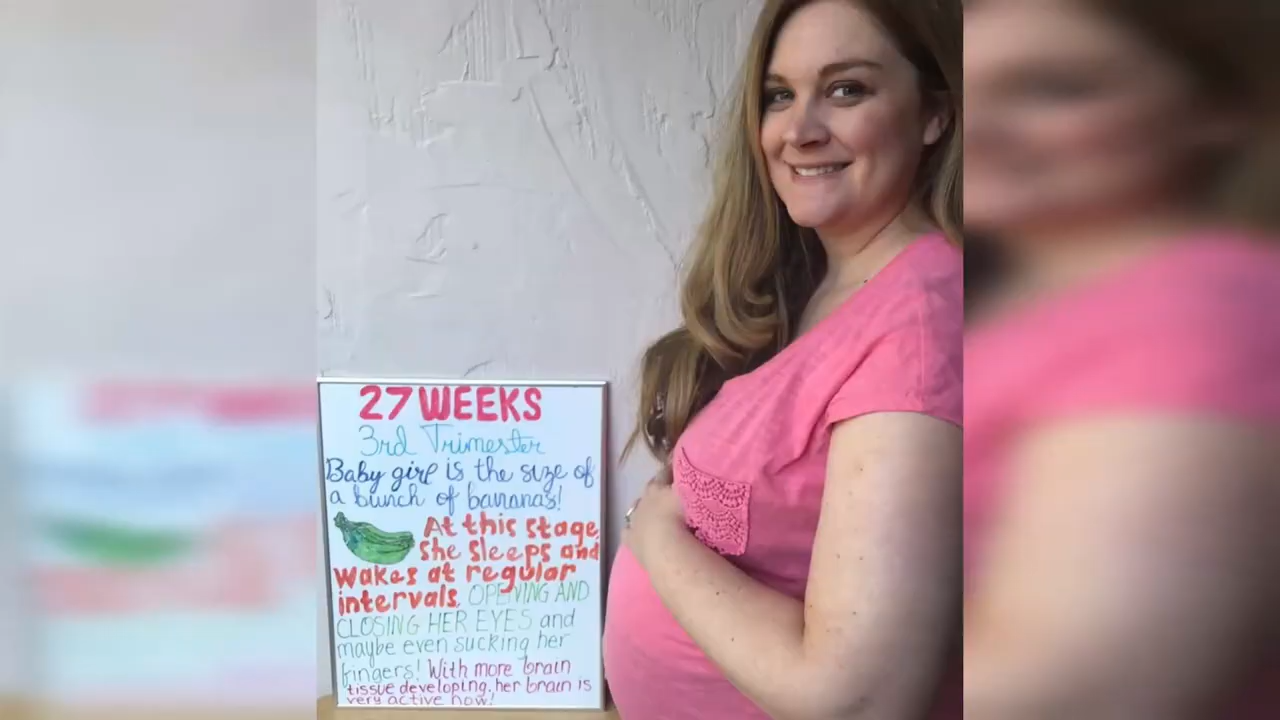 27 WEEKS
3rd Trimester
Baby girl is the size of
a bunch of bananas!
At this stage,
she sleeps and
wakes at regular
intervals, OPENING AND
CLOSING HER EYES and
maybe even sucking her
fingers! With more brain
tissue developing, her brain is
very active now!